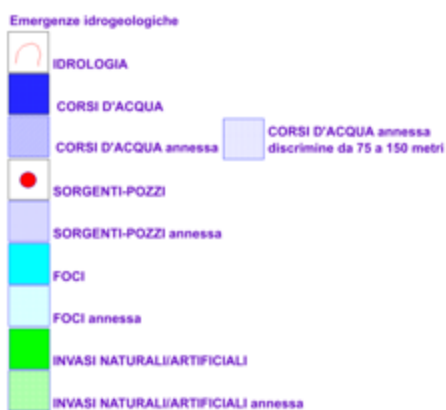 Emergenze idrogeologiche
IDROLOGIA
CORSI D'ACQUA
CORSI D'ACQUA annessa
CORSI D'ACQUA annessa
discrimine da 75 a 150 metri
SORGENTI-POZZI
SORGENTI-POZZI annessa
FOCI
FOCI annessa
INVASI NATURALI/ARTIFICIALI
INVASI NATURALI/ARTIFICIALI annessa